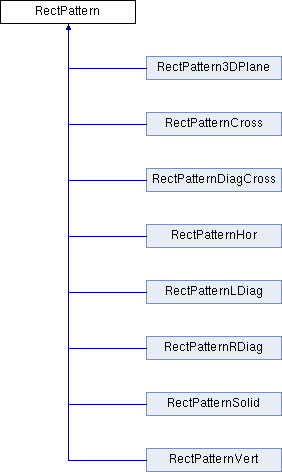 RectPattern
RectPattern3DPlane
RectPatternCross
RectPatternDiagCross
RectPatternHor
RectPatternLDiag
RectPatternRDiag
RectPatternSolid
RectPatternVert